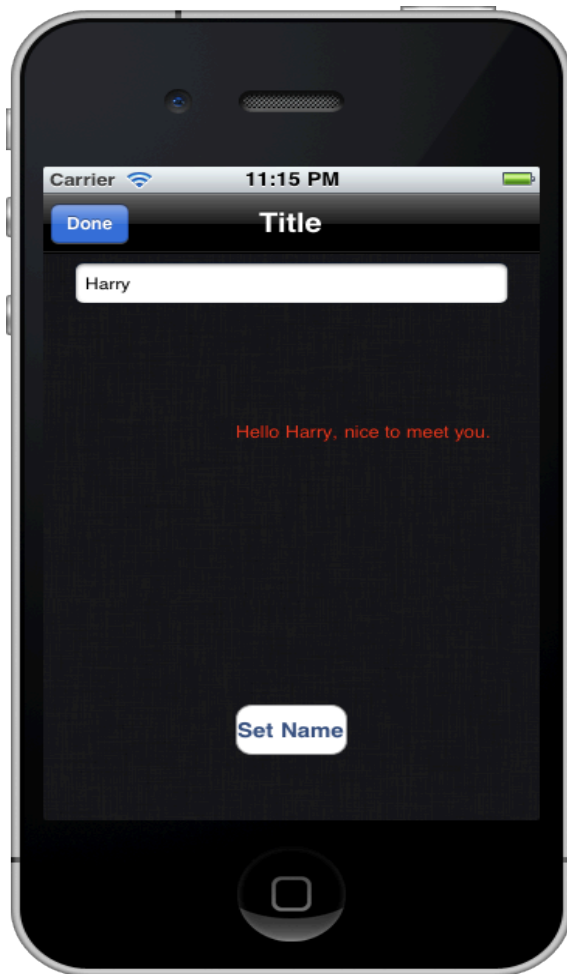 Carrier 11:15 PM
Done Title
Harry
Hello Harry, nice to meet you.
Set Name